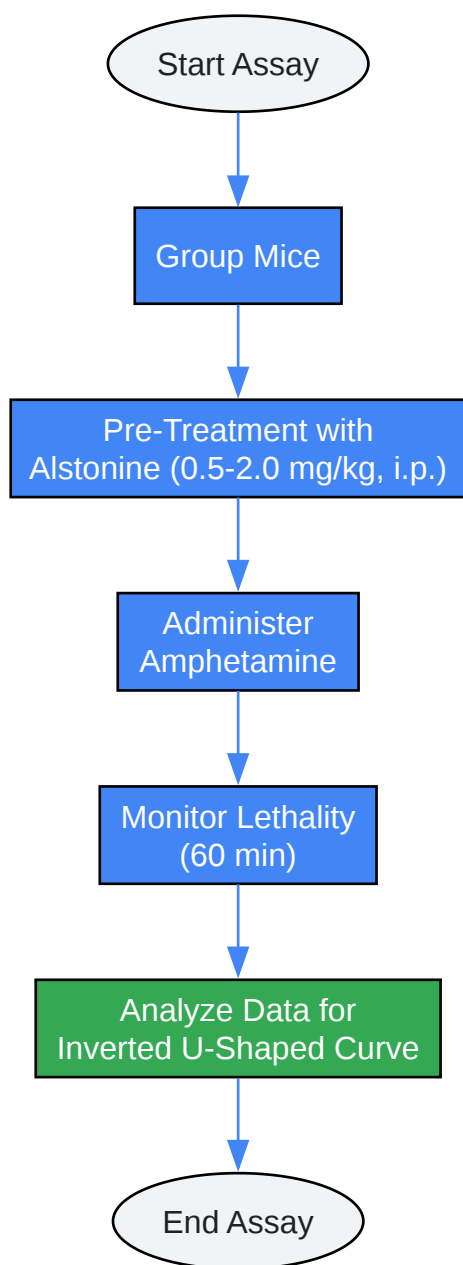 Start Assay
Group Mice
Pre-Treatment with
Alstonine (0.5-2.0 mg/kg, i.p.)
Administer
Amphetamine
Monitor Lethality
(60 min)
Analyze Data for
Inverted U-Shaped Curve
End Assay